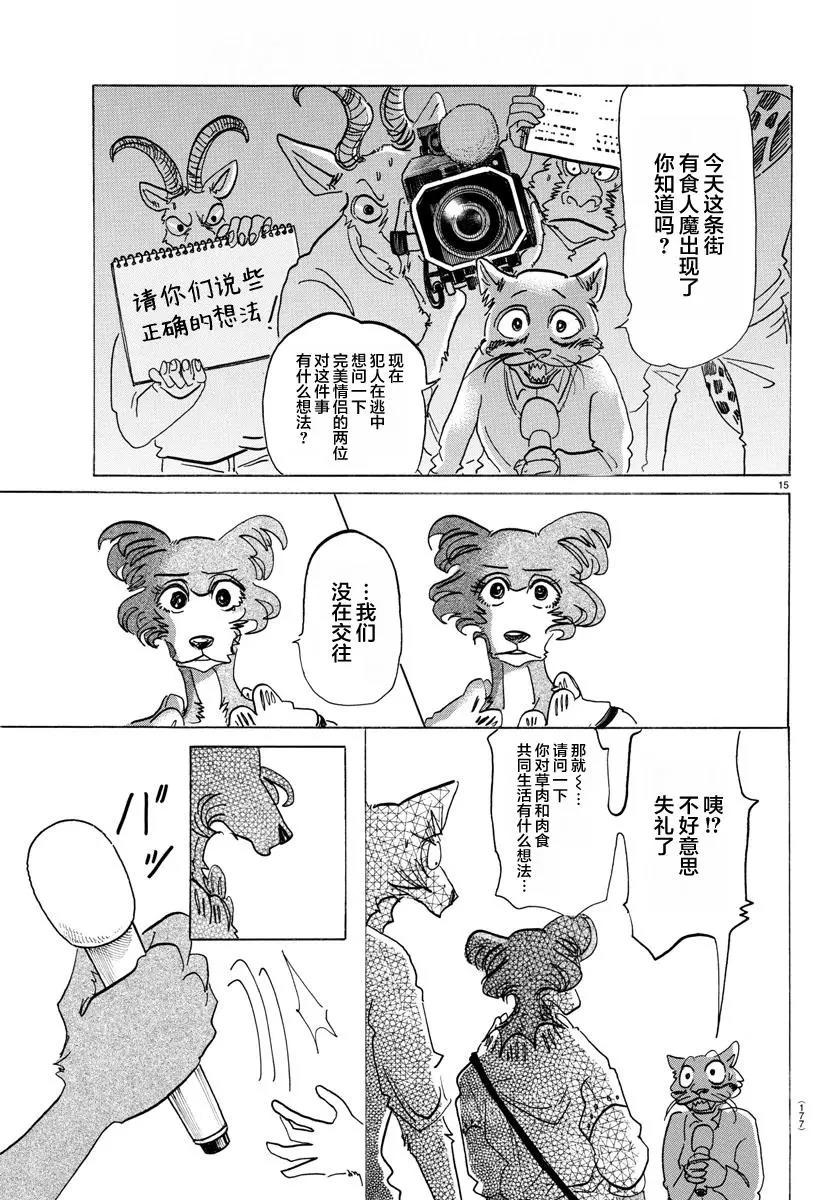 今天这条街
有食人魔出现了
你知道吗？
请你们说些
正确的想法！
现在
犯人在逃中
想问一下
完美情侣的两位
对这件事
有什么想法？
15
…我们
没在交往
咦!?
不好意思
失礼了
那就～…
请问一下
你对草肉和肉食
共同生活有什么想法…
(177)